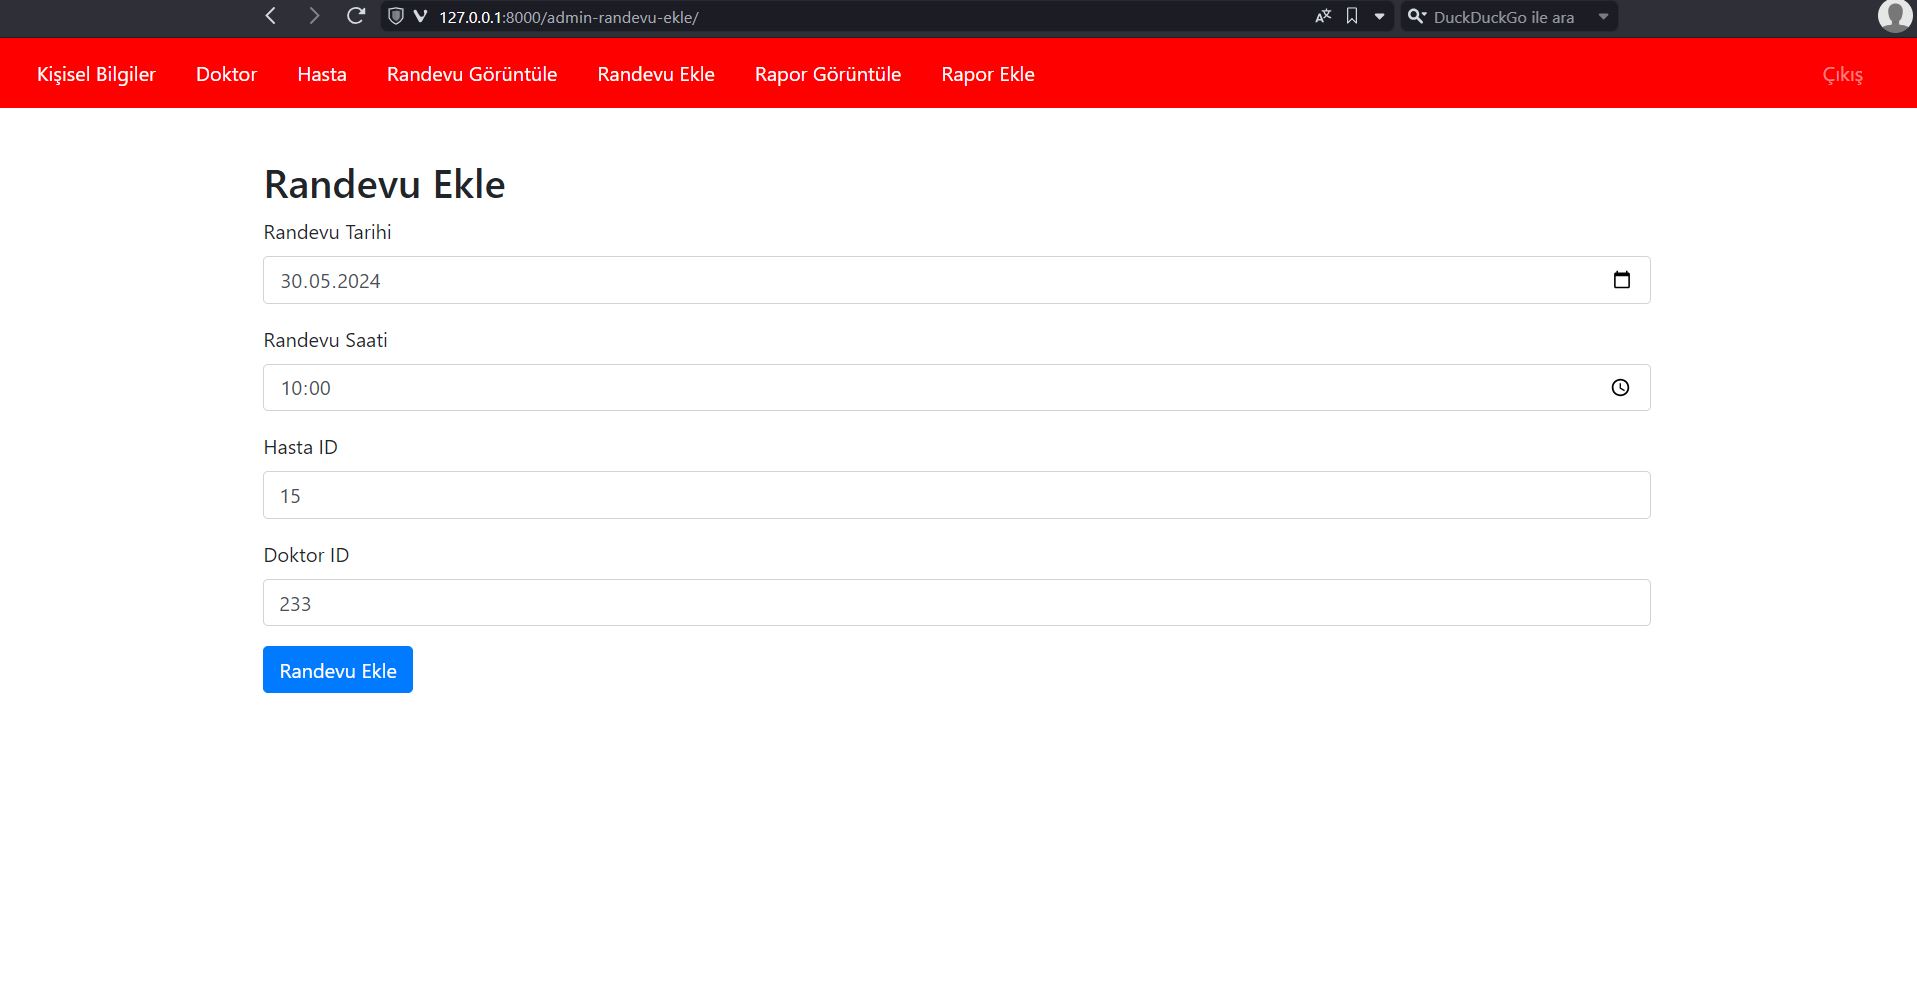 127.0.0.1:8000/admin-randevu-ekle/ DuckDuckGo ile ara
Kişisel Bilgiler Doktor Hasta Randevu Görüntüle Randevu Ekle Rapor Görüntüle Rapor Ekle Çıkış
Randevu Ekle
Randevu Tarihi
30.05.2024
Randevu Saati
10:00
Hasta ID
15
Doktor ID
233
Randevu Ekle